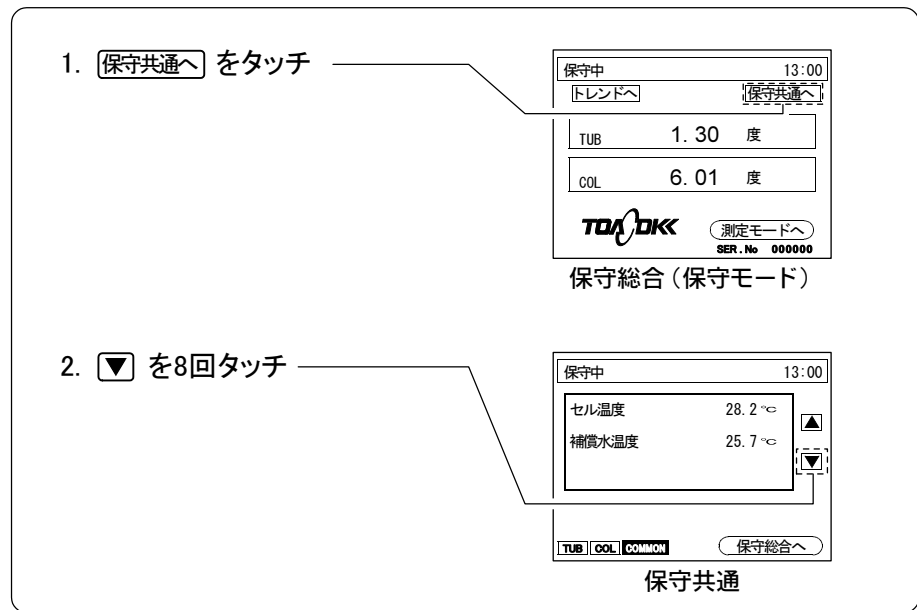 1. 保守共通へ をタッチ
保守中 13:00
トレンドへ 保守共通へ
TUB 1.30 度
COL 6.01 度
TOADKK 測定モードへ
SER.No 000000
保守総合(保守モード)
2. ▼ を8回タッチ
保守中 13:00
セル温度 28.2℃
▲
補償水温度 25.7℃
▼
TUB COL COMMON 保守総合へ
保守共通